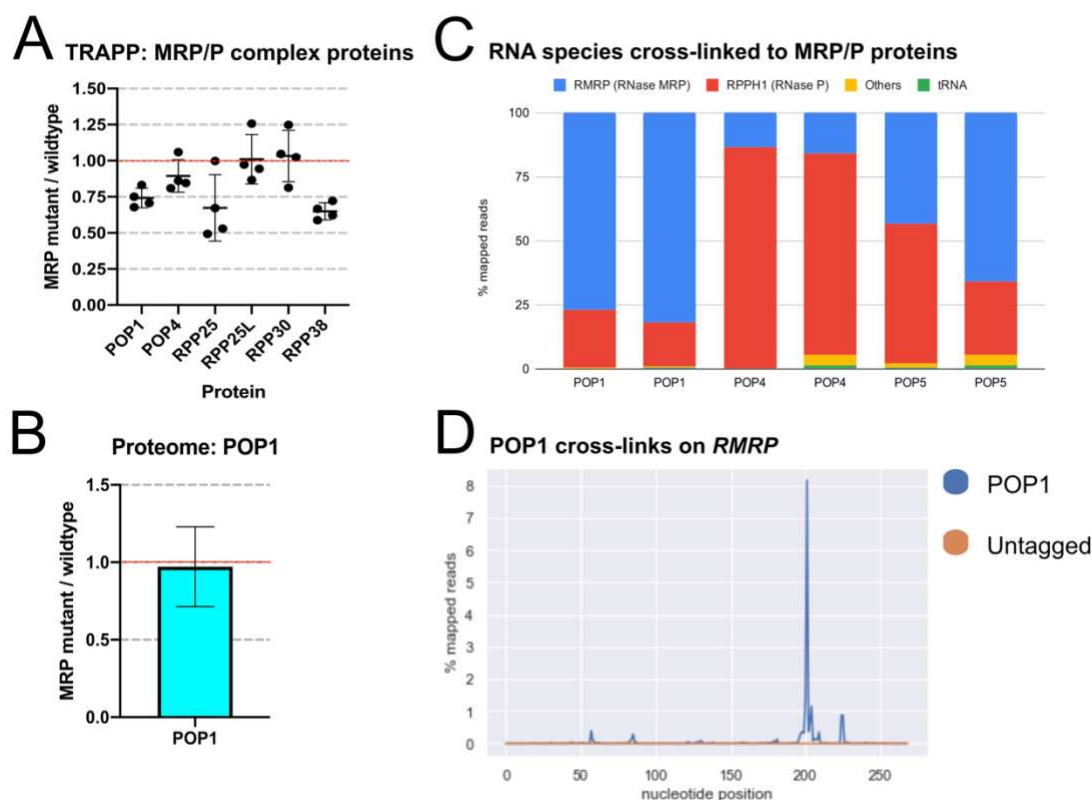 A
TRAPP: MRP/P complex proteins
MRP mutant / wildtype
1.50
1.25
1.00
0.75
0.50
0.25
0.00
POP1
POP4
RPP25
RPP25L
RPP30
RPP38
Protein
B
Proteome: POP1
MRP mutant / wildtype
1.5
1.0
0.5
0.0
POP1
C
RNA species cross-linked to MRP/P proteins
RMRP (RNase MRP) RPPH1 (RNase P) Others tRNA
% mapped reads
100
75
50
25
0
POP1 POP1 POP4 POP4 POP5 POP5
D
POP1 cross-links on RMRP
% mapped reads
8
7
6
5
4
3
2
1
0
0 50 100 150 200 250
nucleotide position
POP1
Untagged